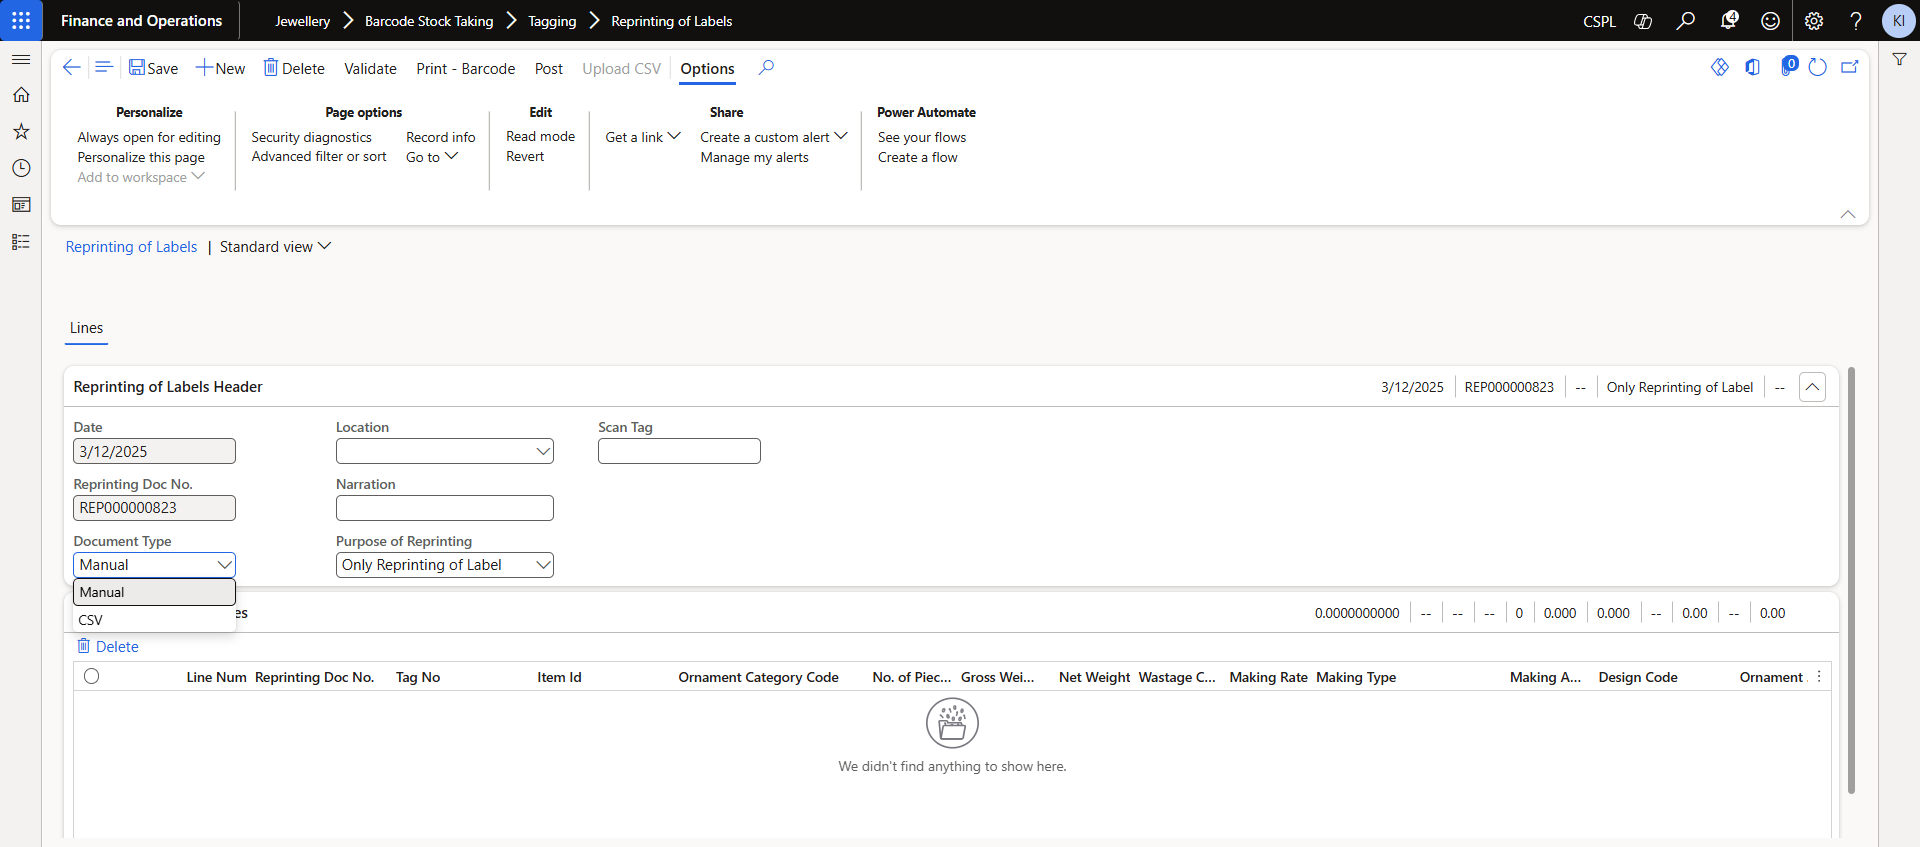 Finance and Operations
Jewellery
Barcode Stock Taking
Tagging
Reprinting of Labels
CSPL
4
KI
Save
New
Delete
Validate
Print - Barcode
Post
Upload CSV
Options
0
Personalize
Always open for editing
Personalize this page
Add to workspace
Page options
Security diagnostics
Advanced filter or sort
Record info
Go to
Edit
Read mode
Revert
Share
Get a link
Create a custom alert
Manage my alerts
Power Automate
See your flows
Create a flow
Reprinting of Labels | Standard view
Lines
Reprinting of Labels Header
3/12/2025
REP000000823
--
Only Reprinting of Label
--
Date
3/12/2025
Reprinting Doc No.
REP000000823
Document Type
Manual
Manual
CSV
Location
Narration
Purpose of Reprinting
Only Reprinting of Label
Scan Tag
es
0.0000000000
--
--
--
0
0.000
0.000
--
0.00
--
0.00
Delete
Line Num
Reprinting Doc No.
Tag No
Item Id
Ornament Category Code
No. of Piec...
Gross Wei...
Net Weight
Wastage C...
Making Rate
Making Type
Making A...
Design Code
Ornament
We didn't find anything to show here.